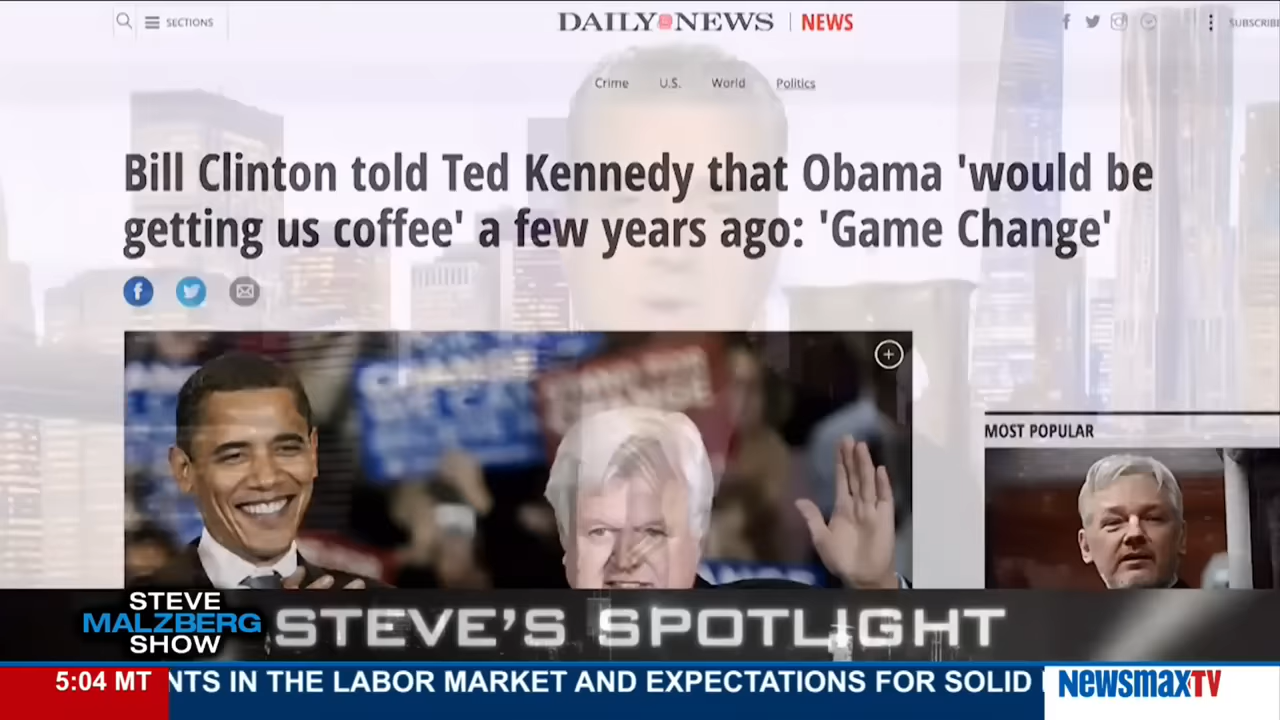 SECTIONS
DAILY NEWS | NEWS
SUBSCRIBE
Crime U.S. World Politics
Bill Clinton told Ted Kennedy that Obama 'would be
getting us coffee' a few years ago: 'Game Change'
MOST POPULAR
STEVE
MALZBERG
SHOW
STEVE'S SPOTLIGHT
5:04 MT
NTS IN THE LABOR MARKET AND EXPECTATIONS FOR SOLID
NEWSMAXTV